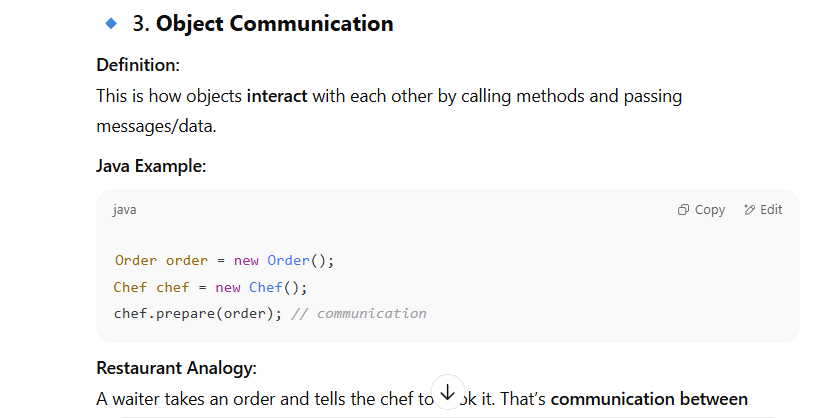 3. Object Communication
Definition:
This is how objects interact with each other by calling methods and passing
messages/data.
Java Example:
java
Copy
Edit
Order order = new Order();
Chef chef = new Chef();
chef.prepare(order); // communication
Restaurant Analogy:
A waiter takes an order and tells the chef to it. That’s communication between